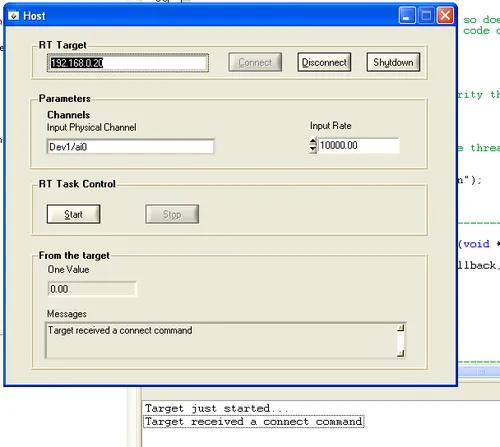 Host
so doe
code o
RT Target
192.168.0.20
Connect
Disconnect
Shutdown
Parameters
rity th
Channels
Input Physical Channel
Input Rate
Dev1/ai0
10000.00
e threa
n");
RT Task Control
Start
Stop
(void *
From the target
llback,
One Value
0.00
Messages
Target received a connect command
Target just started...
Target received a connect command